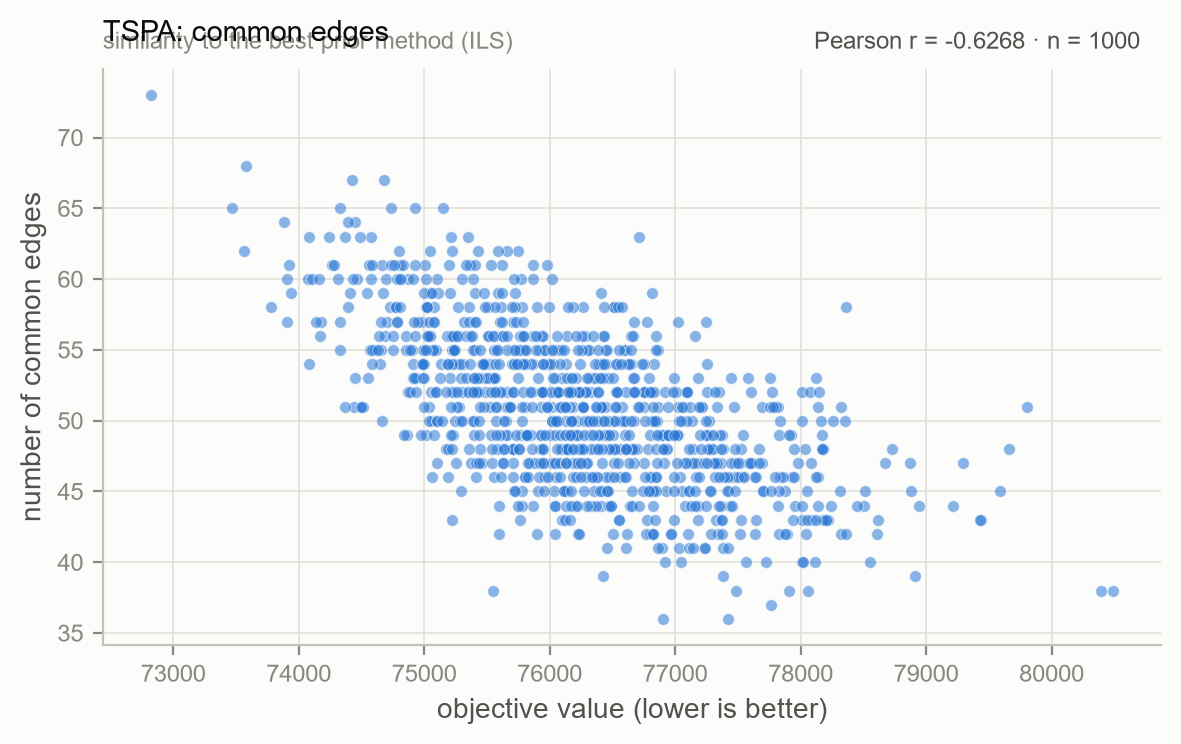 TSPA: common edges
similarity to the best prior method (ILS)
Pearson r = -0.6268 · n = 1000
number of common edges
70
65
60
55
50
45
40
35
73000 74000 75000 76000 77000 78000 79000 80000
objective value (lower is better)